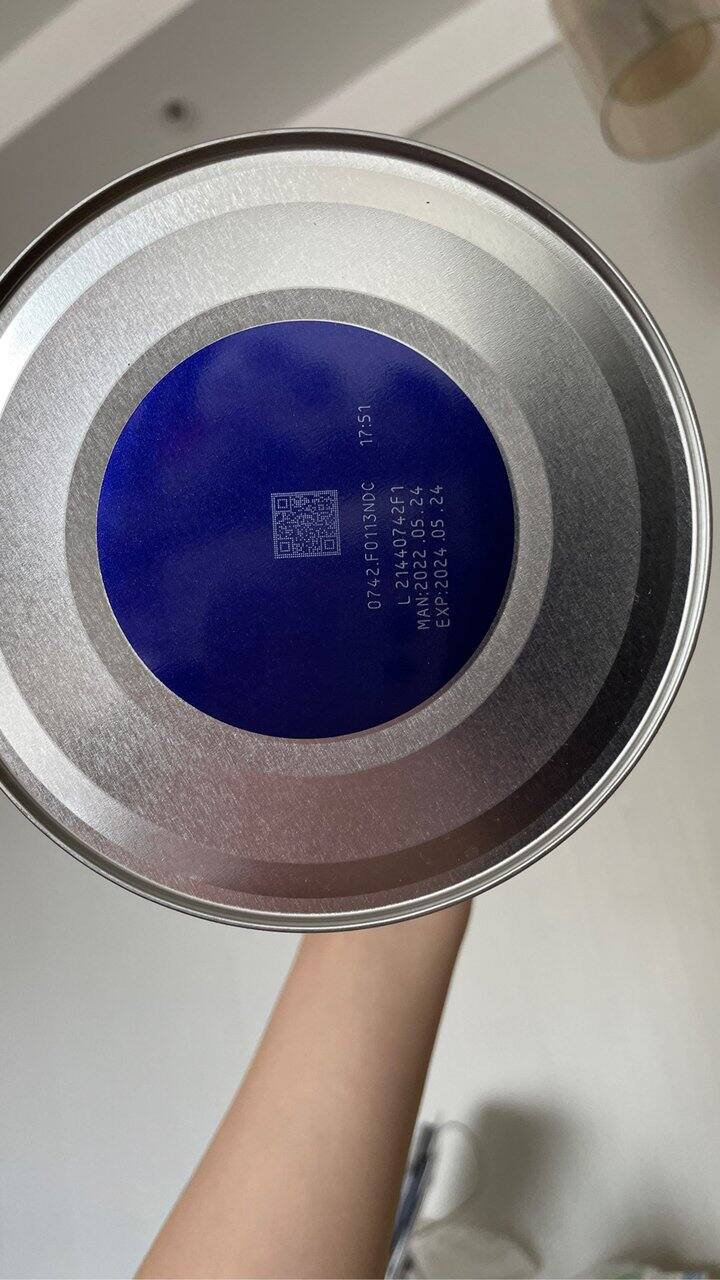 0742.F0113NDC 17:51
L 21440742F1
MAN:2022 .05 .24
EXP:2024 .05 .24